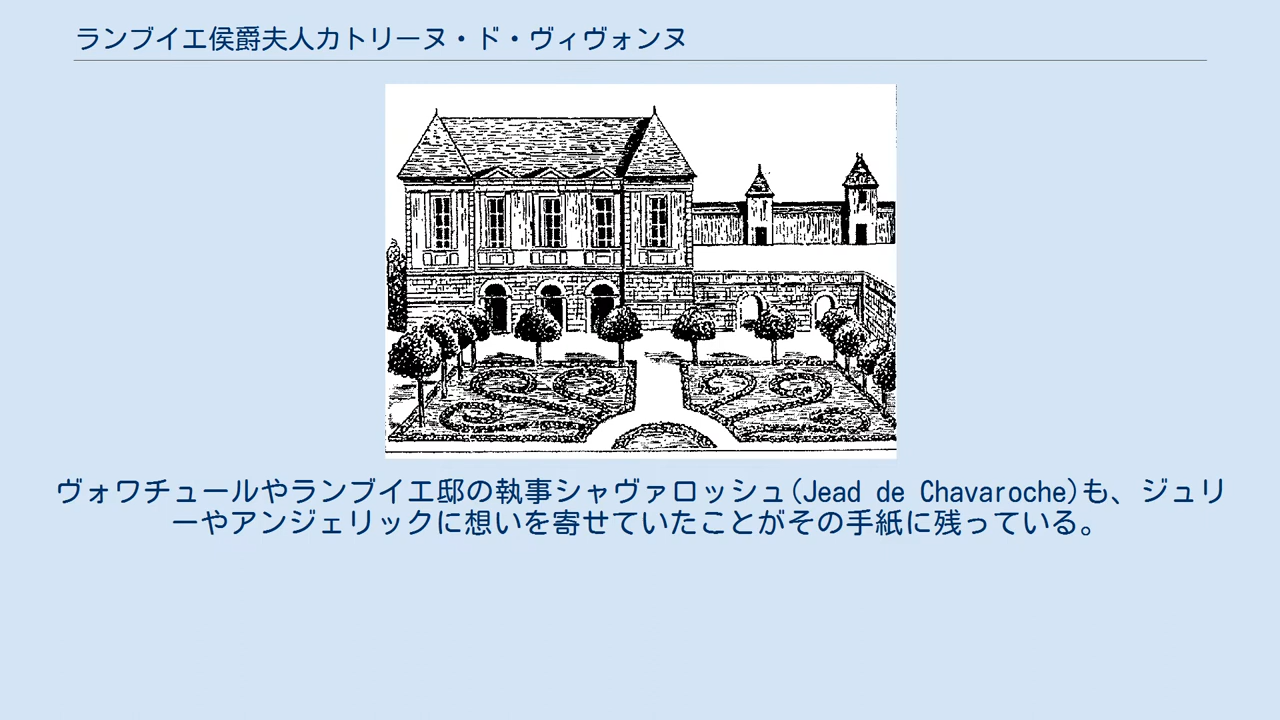 ランブイエ侯爵夫人カトリーヌ・ド・ヴィヴォンヌ
ヴォワチュールやランブイエ邸の執事シャヴァロッシュ(Jead de Chavaroche)も、ジュリ
ーやアンジェリックに想いを寄せていたことがその手紙に残っている。